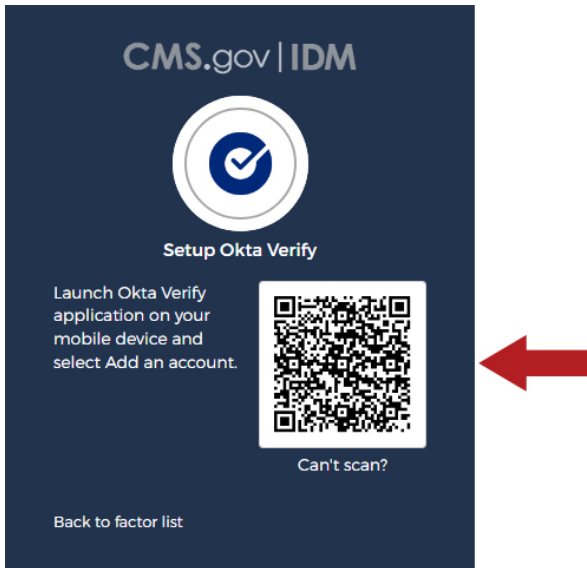 CMS.gov|IDM
Setup Okta Verify
Launch Okta Verify
application on your
mobile device and
select Add an account.
Can't scan?
Back to factor list